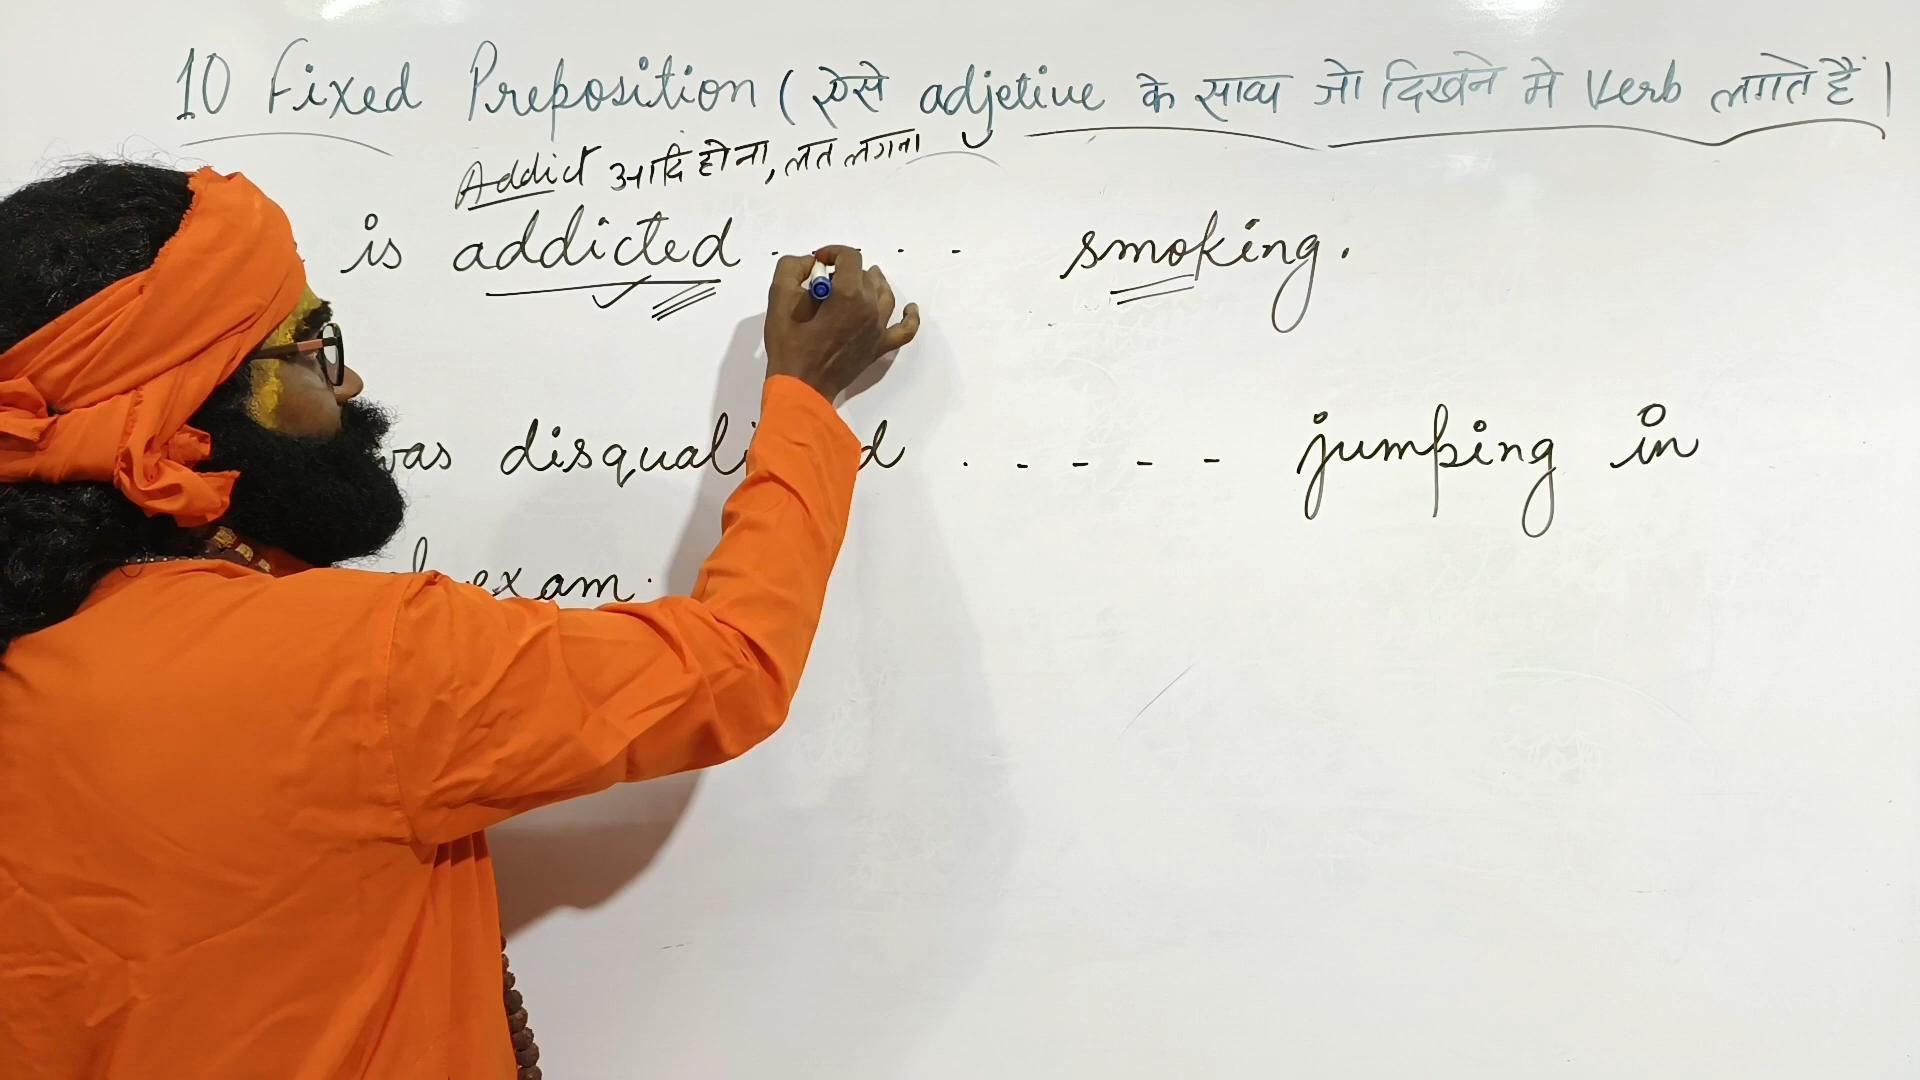 10 Fixed Preposition ( ऐसे adjetive के साथ जो दिखने मे Verb लगते हैं।
Addict आदि होना, लत लगना
is addicted ..... smoking.
was disqualified . - - - - jumping in
exam.